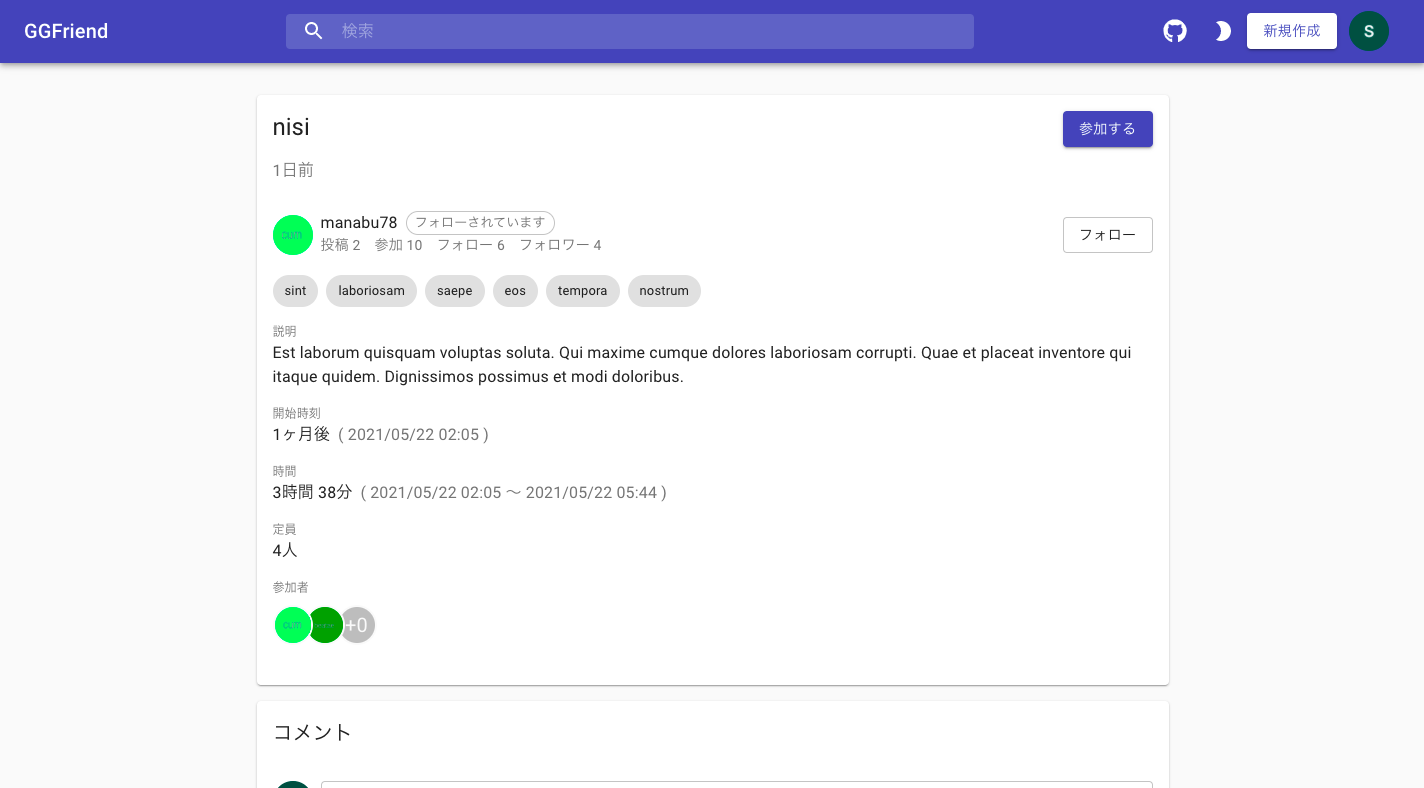 GGFriend
検索
新規作成
S
nisi
参加する
1日前
cum
manabu78 フォローされています
投稿 2 参加 10 フォロー 6 フォロワー 4
フォロー
sint laboriosam saepe eos tempora nostrum
説明
Est laborum quisquam voluptas soluta. Qui maxime cumque dolores laboriosam corrupti. Quae et placeat inventore qui
itaque quidem. Dignissimos possimus et modi doloribus.
開始時刻
1ヶ月後 ( 2021/05/22 02:05 )
時間
3時間 38分 ( 2021/05/22 02:05 〜 2021/05/22 05:44 )
定員
4人
参加者
cum +0
コメント